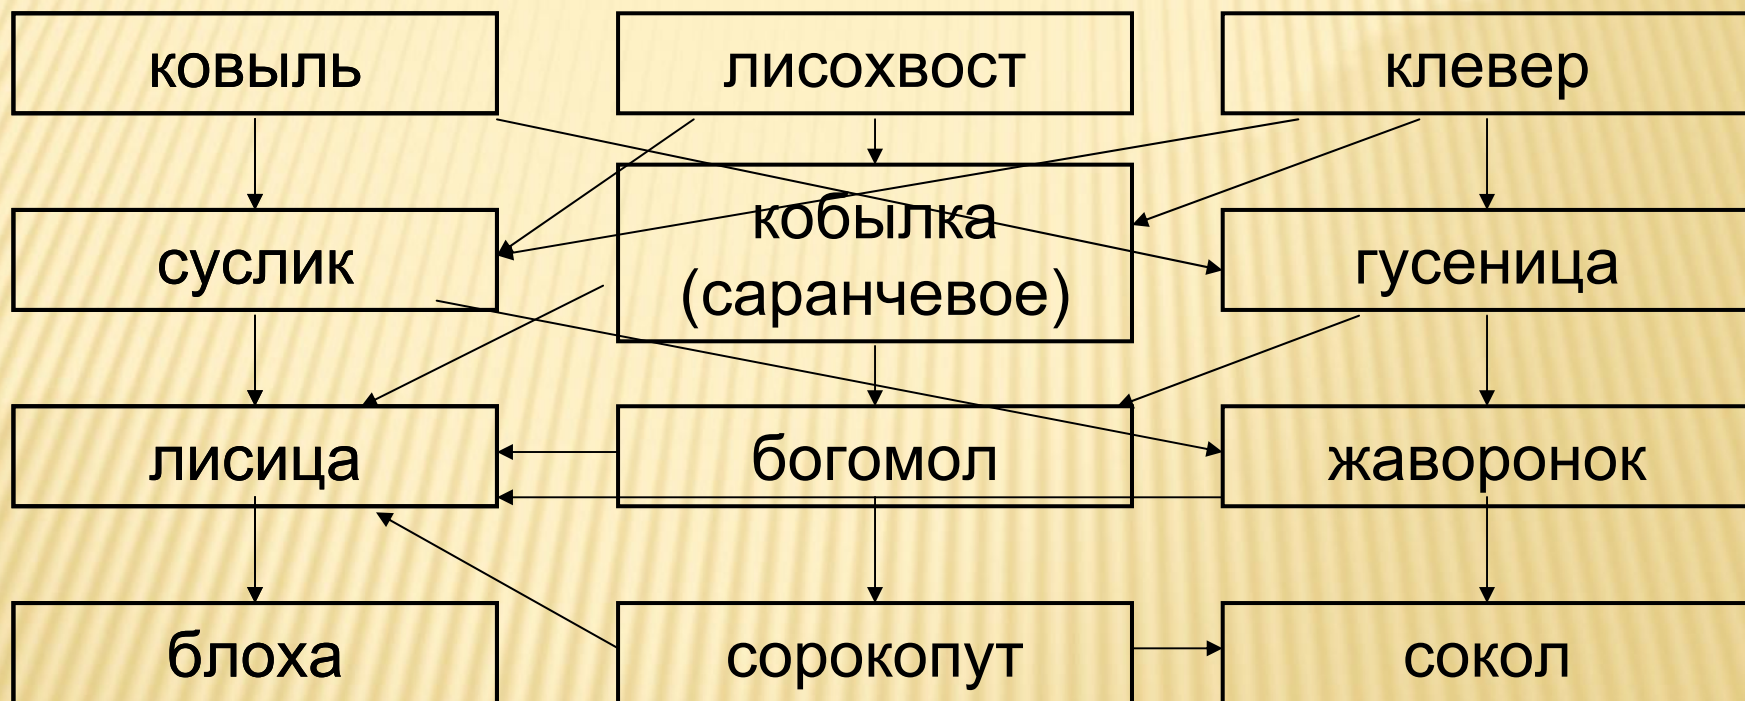 ковыль
лисохвост
клевер
суслик
кобылка
(саранчевое)
гусеница
лисица
богомол
жаворонок
блоха
сорокопут
сокол